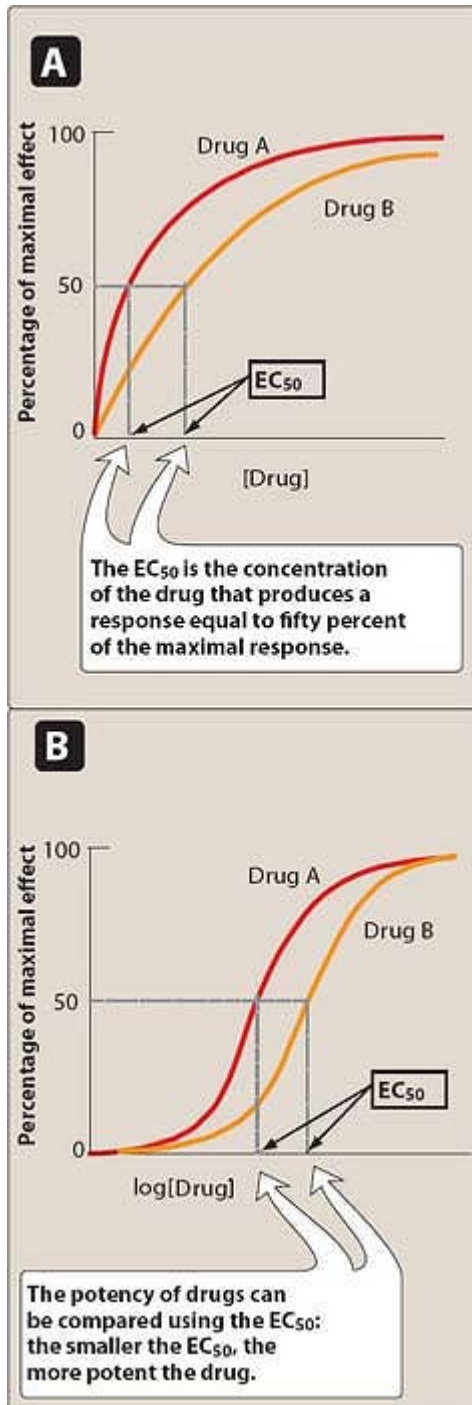 A
Percentage of maximal effect
100
50
0
Drug A
Drug B
EC₅₀
[Drug]
The EC₅₀ is the concentration
of the drug that produces a
response equal to fifty percent
of the maximal response.
B
Percentage of maximal effect
100
50
0
Drug A
Drug B
EC₅₀
log[Drug]
The potency of drugs can
be compared using the EC₅₀:
the smaller the EC₅₀, the
more potent the drug.